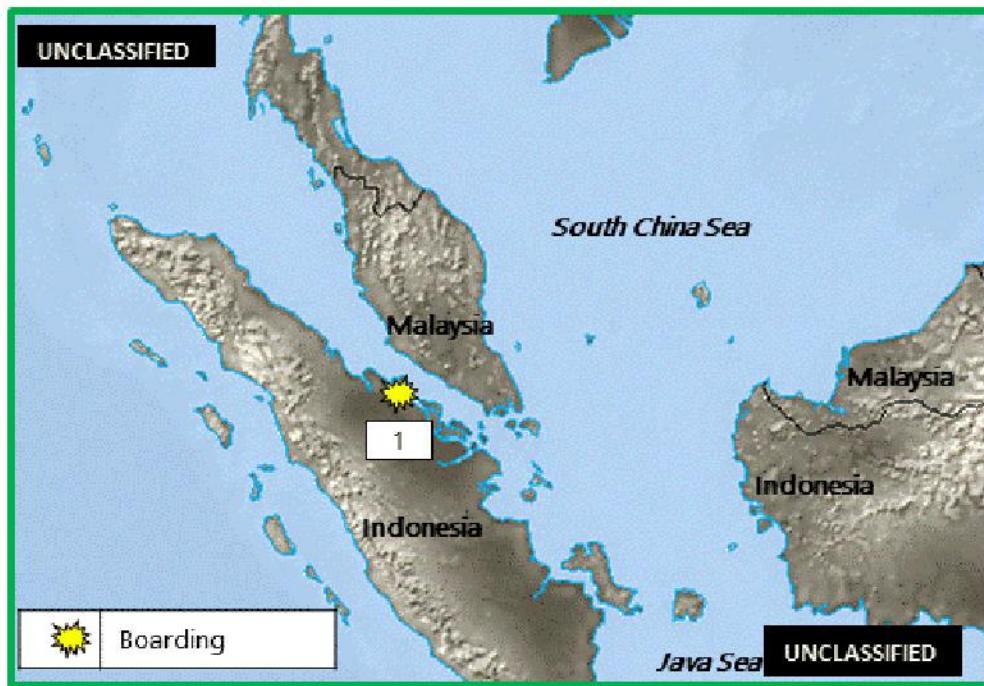 UNCLASSIFIED
South China Sea
Malaysia
Malaysia
1
Indonesia
Indonesia
Boarding
Java Sea
UNCLASSIFIED